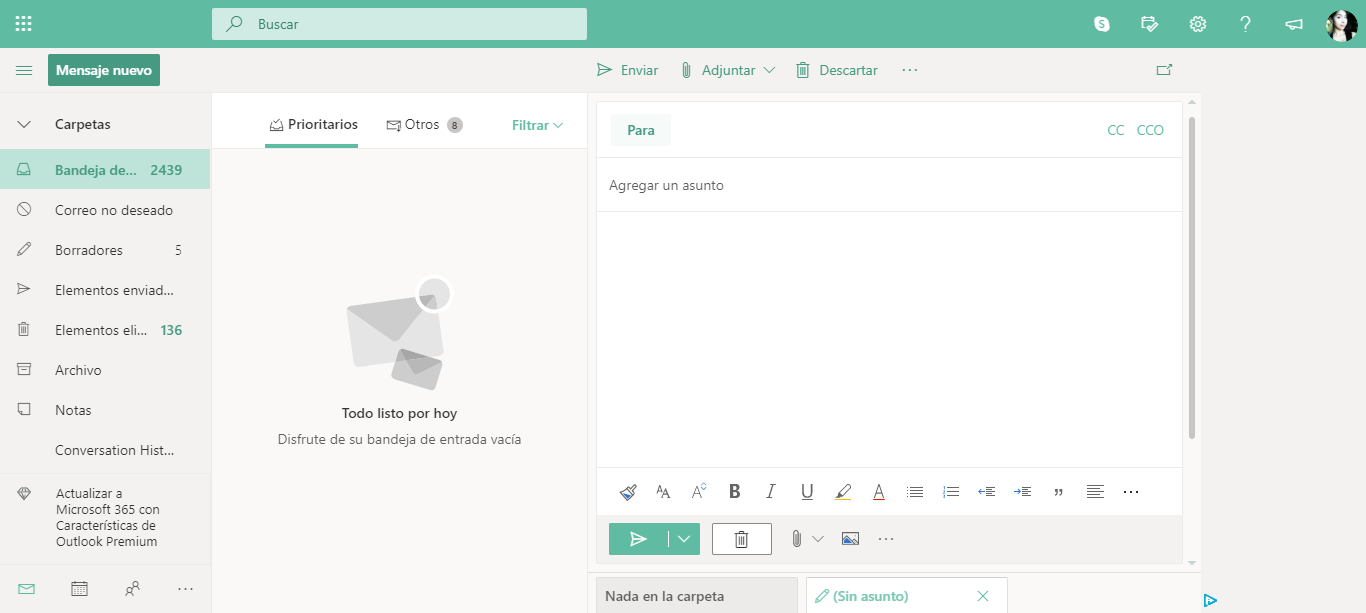 Buscar
Mensaje nuevo
Enviar
Adjuntar
Descartar
Carpetas
Bandeja de... 2439
Correo no deseado
Borradores 5
Elementos enviad...
Elementos eli... 136
Archivo
Notas
Conversation Hist...
Actualizar a
Microsoft 365 con
Características de
Outlook Premium
Prioritarios
Otros 8
Filtrar
Todo listo por hoy
Disfrute de su bandeja de entrada vacía
Para
CC CCO
Agregar un asunto
Nada en la carpeta
(Sin asunto)